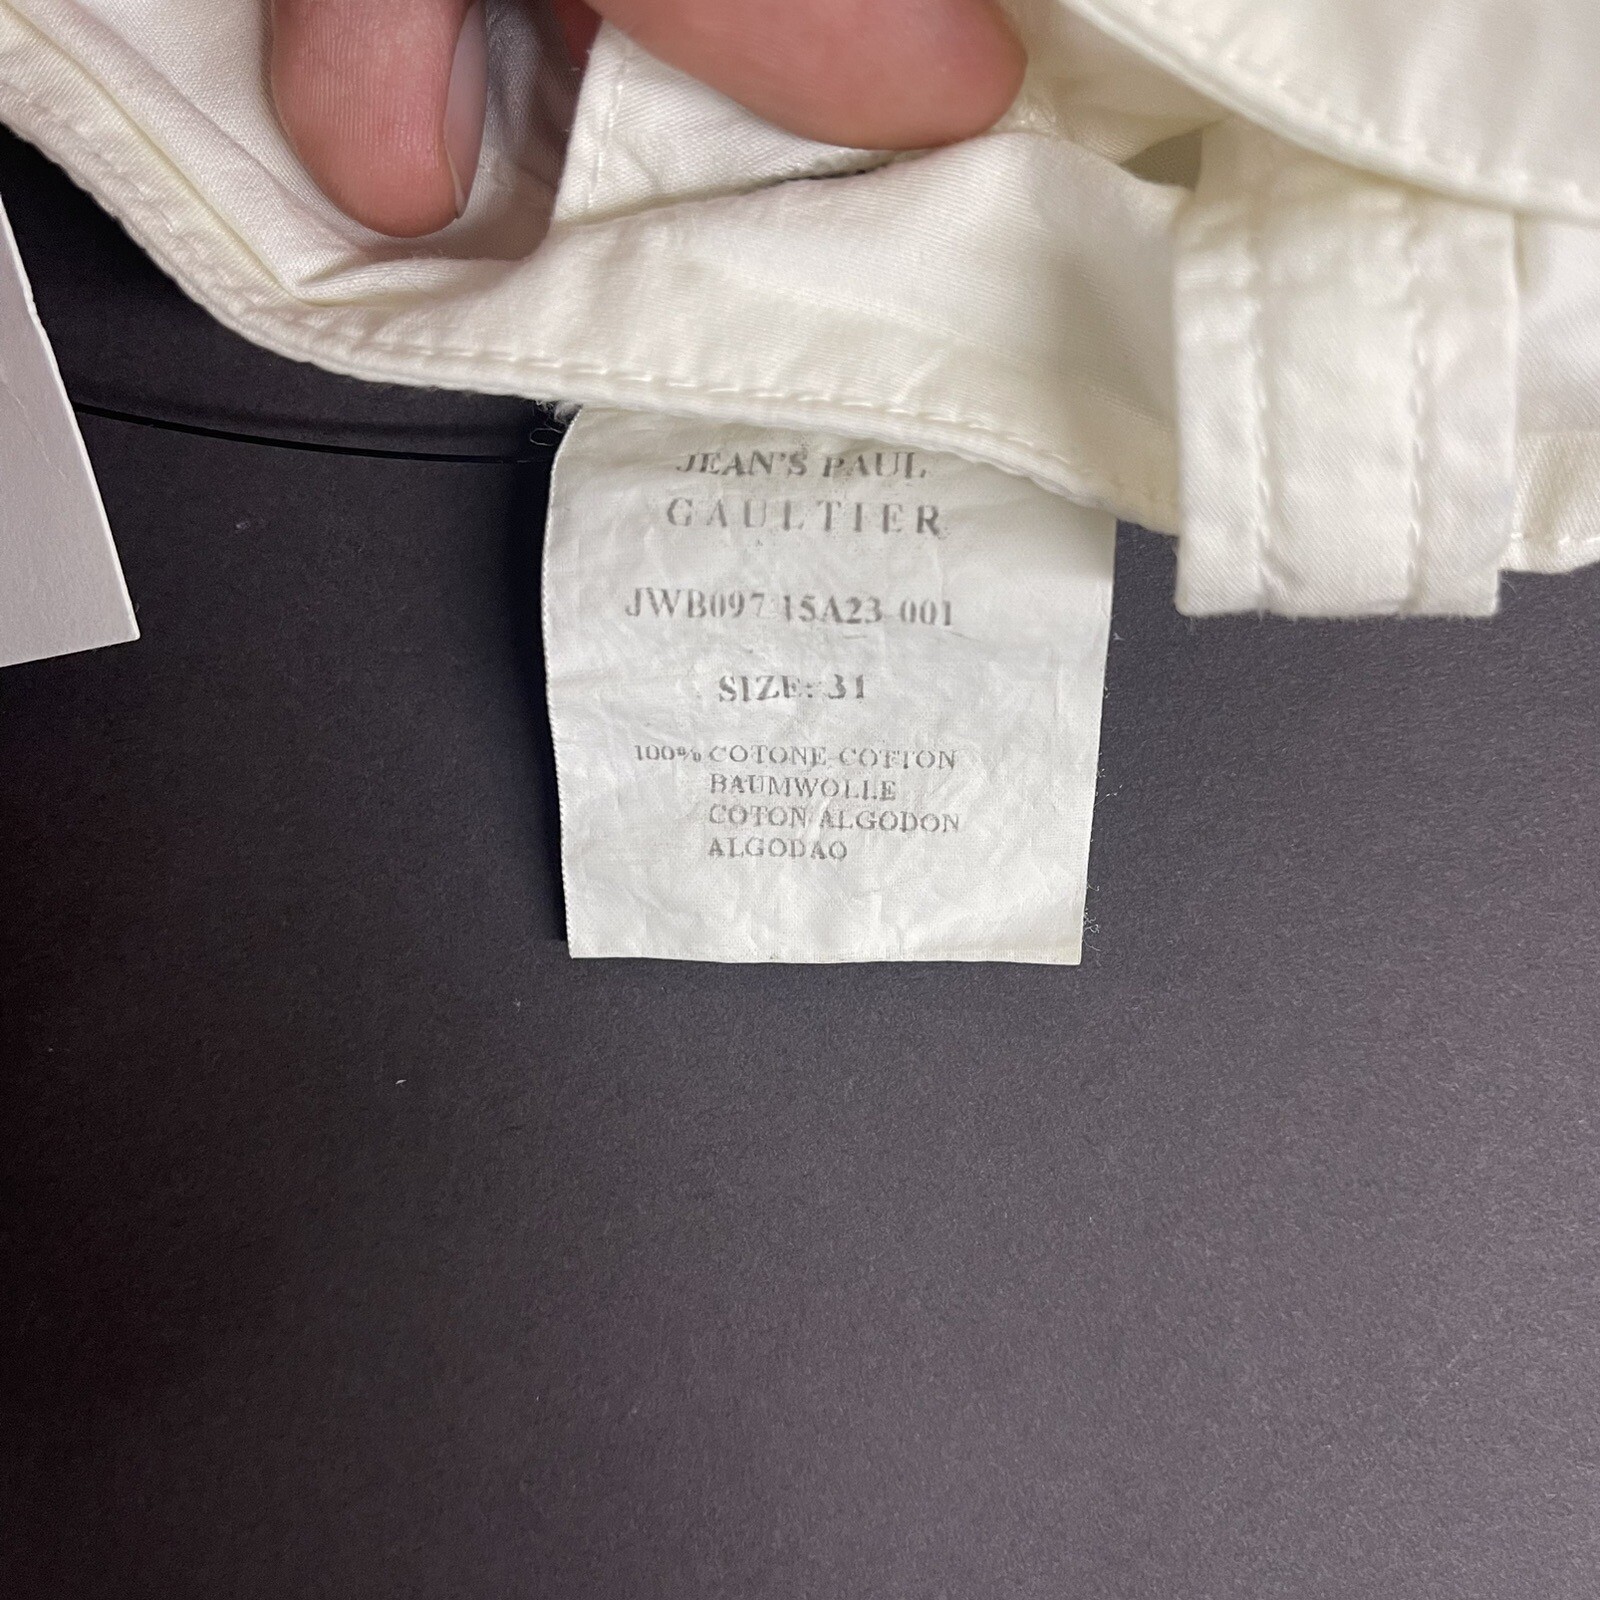 JEAN'S PAUL
GAULTIER
JWB097 15A23 001
SIZE: 31
100% COTONE-COTTON
BAUMWOLLE
COTON ALGODON
ALGODAO